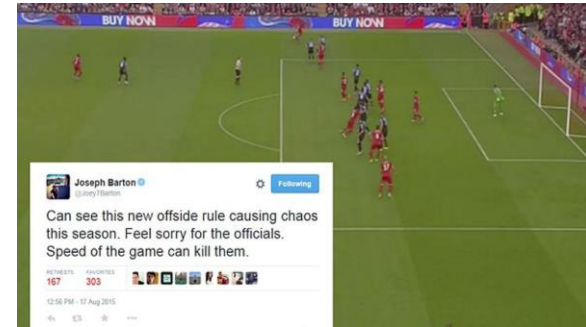 BUY NOW
BUY NOW
Joseph Barton
@Joey7Barton
Following
Can see this new offside rule causing chaos
this season. Feel sorry for the officials.
Speed of the game can kill them.
RETWEETS FAVORITES
167 303
12:56 PM - 17 Aug 2015